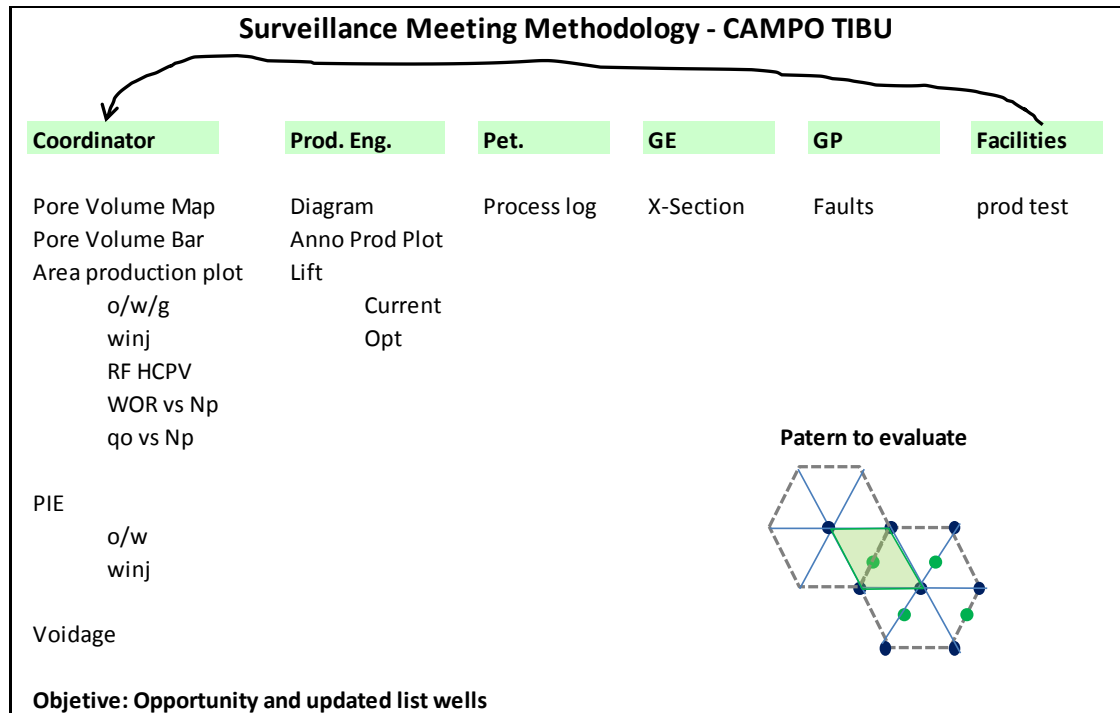 Surveillance Meeting Methodology - CAMPO TIBU
Coordinator Prod. Eng. Pet. GE GP Facilities
Pore Volume Map Diagram Process log X-Section Faults prod test
Pore Volume Bar Anno Prod Plot
Area production plot Lift
o/w/g Current
winj Opt
RF HCPV
WOR vs Np
qo vs Np
Patern to evaluate
PIE
o/w
winj
Voidage
Objetive: Opportunity and updated list wells